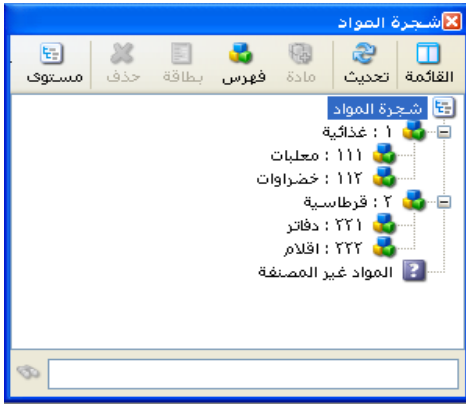 شجرة المواد
القائمة تحديث مادة فهرس بطاقة حذف مستوى
شجرة المواد
١ : غذائية
١١١ : معلبات
١١٢ : خضراوات
٢ : قرطاسية
٢٢١ : دفاتر
٢٢٢ : اقلام
المواد غير المصنفة